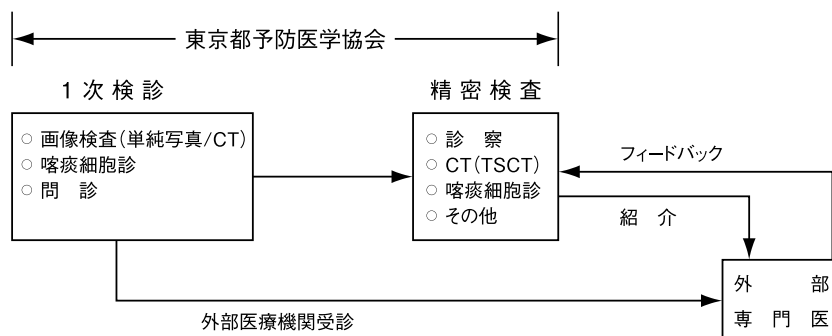 東京都予防医学協会
1次検診
精密検査
○ 画像検査(単純写真/CT)
○ 喀痰細胞診
○ 問　診
○ 診　察
○ CT(TSCT)
○ 喀痰細胞診
○ その他
フィードバック
紹　介
外　部
専 門 医
外部医療機関受診